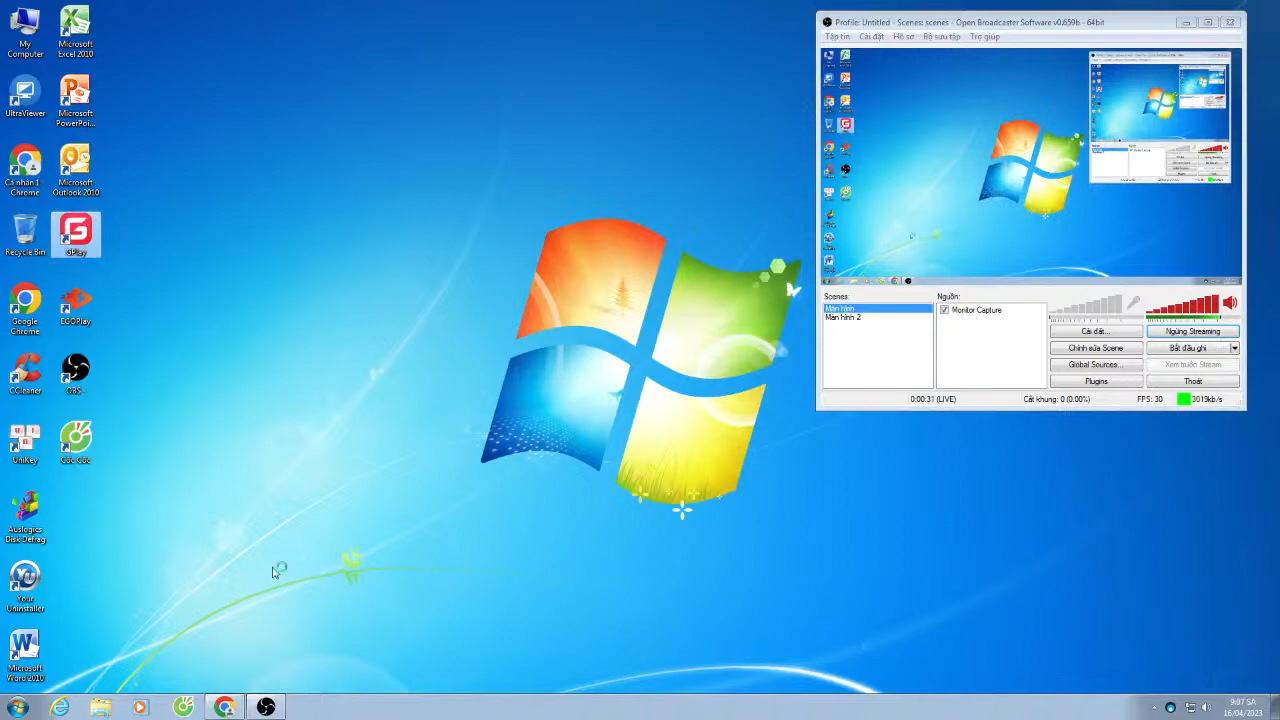 My
Computer
Microsoft
Excel 2010
UltraViewer
Microsoft
PowerPoi...
Cá nhân 1 -
Chrome
Microsoft
Outlook 2010
Recycle Bin
GPlay
Google
Chrome
EGOPlay
CCleaner
OBS -
UniKey
Cốc Cốc
Auslogics
Disk Defrag
Your
Uninstaller
Microsoft
Word 2010
Profile: Untitled - Scenes: scenes - Open Broadcaster Software v0.659b - 64bit
Tập tin Cài đặt Hồ sơ Bộ sưu tập Trợ giúp
Scenes:
Nguồn:
Màn hình
Màn hình 2
Monitor Capture
Cài đặt...
Ngừng Streaming
Chỉnh sửa Scene
Bắt đầu ghi
Global Sources...
Xem trước Stream
Plugins
Thoát
0:00:31 (LIVE)
Cắt khung: 0 (0.00%)
FPS: 30
3019kb/s
9:07 SA
16/04/2023